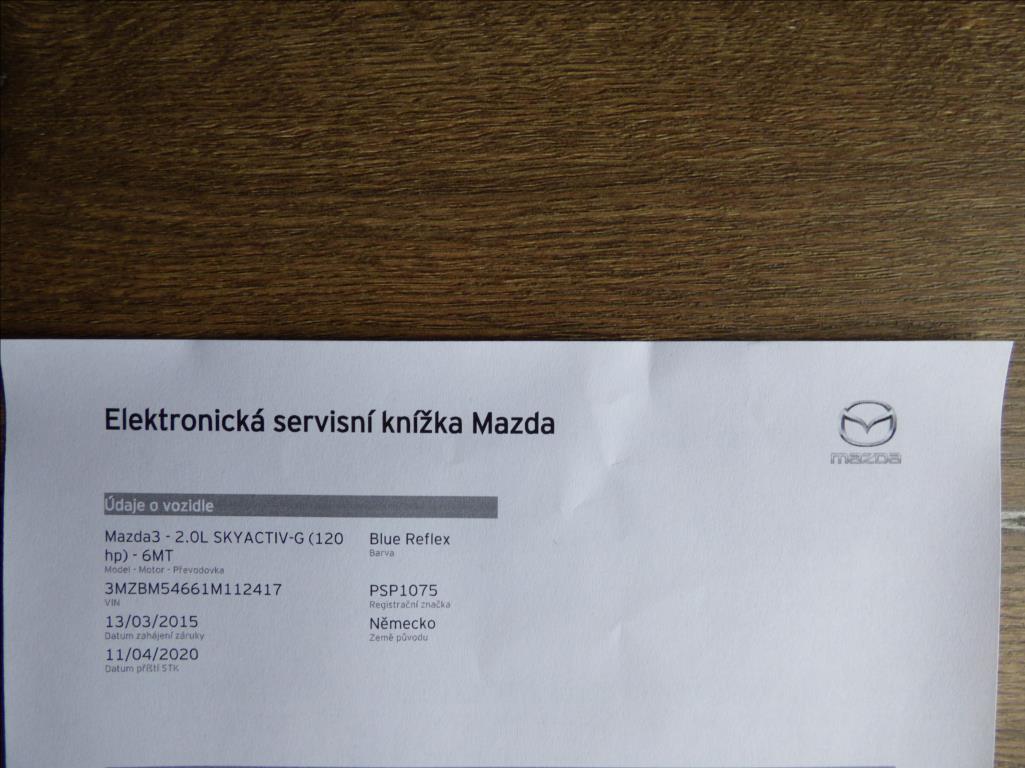 Elektronická servisní knížka Mazda
mazda
Údaje o vozidle
Mazda3 - 2.0L SKYACTIV-G (120
hp) - 6MT
Model - Motor - Převodovka
Blue Reflex
Barva
3MZBM54661M112417
VIN
PSP1075
Registrační značka
13/03/2015
Datum zahájení záruky
Německo
Země původu
11/04/2020
Datum příští STK